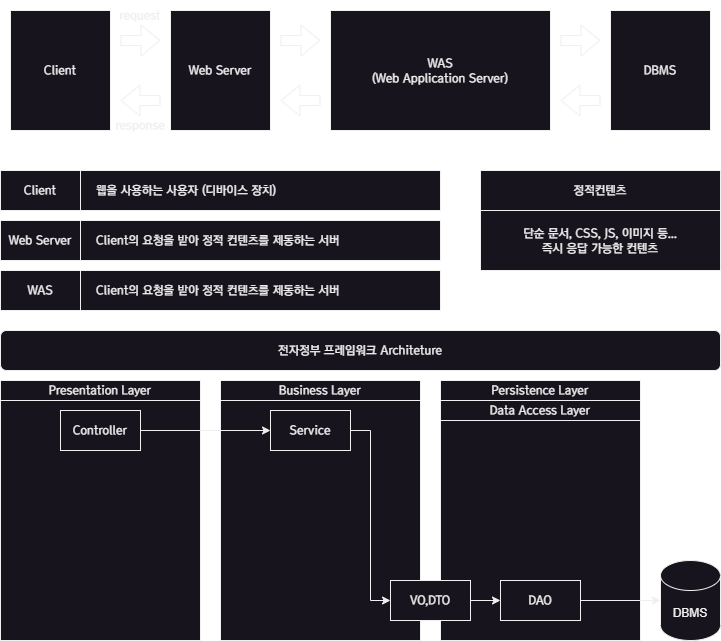 request
Client
Web Server
WAS
(Web Application Server)
DBMS
response
Client
웹을 사용하는 사용자 (디바이스 장치)
Web Server
Client의 요청을 받아 정적 컨텐츠를 제동하는 서버
WAS
Client의 요청을 받아 정적 컨텐츠를 제동하는 서버
정적컨텐츠
단순 문서, CSS, JS, 이미지 등...
즉시 응답 가능한 컨텐츠
전자정부 프레임워크 Architeture
Presentation Layer
Business Layer
Persistence Layer
Data Access Layer
Controller
Service
VO,DTO
DAO
DBMS